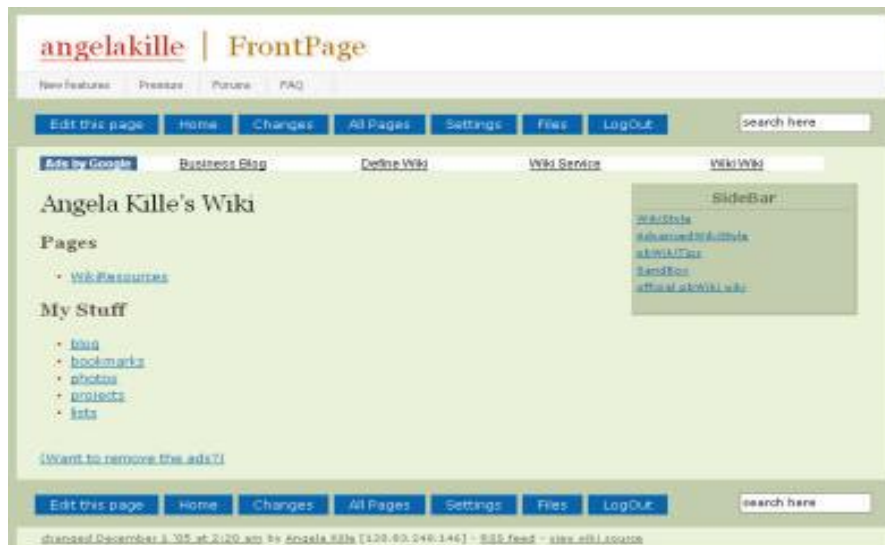 angelakille | FrontPage
New features Premium Forums FAQ
Edit this page Home Changes All Pages Settings Files LogOut search here
Ads by Google Business Blog Define Wiki Wiki Service Wiki Wiki
Angela Kille's Wiki
SideBar
WikiStyle
AdvancedWikiStyle
pbWikiTips
SandBox
official pbWiki wiki
Pages
• WikiResources
My Stuff
• blog
• bookmarks
• photos
• projects
• lists
(Want to remove the ads?)
Edit this page Home Changes All Pages Settings Files LogOut search here
changed December 1 '05 at 2:20 am by Angela Kille - RSS feed - view wiki source